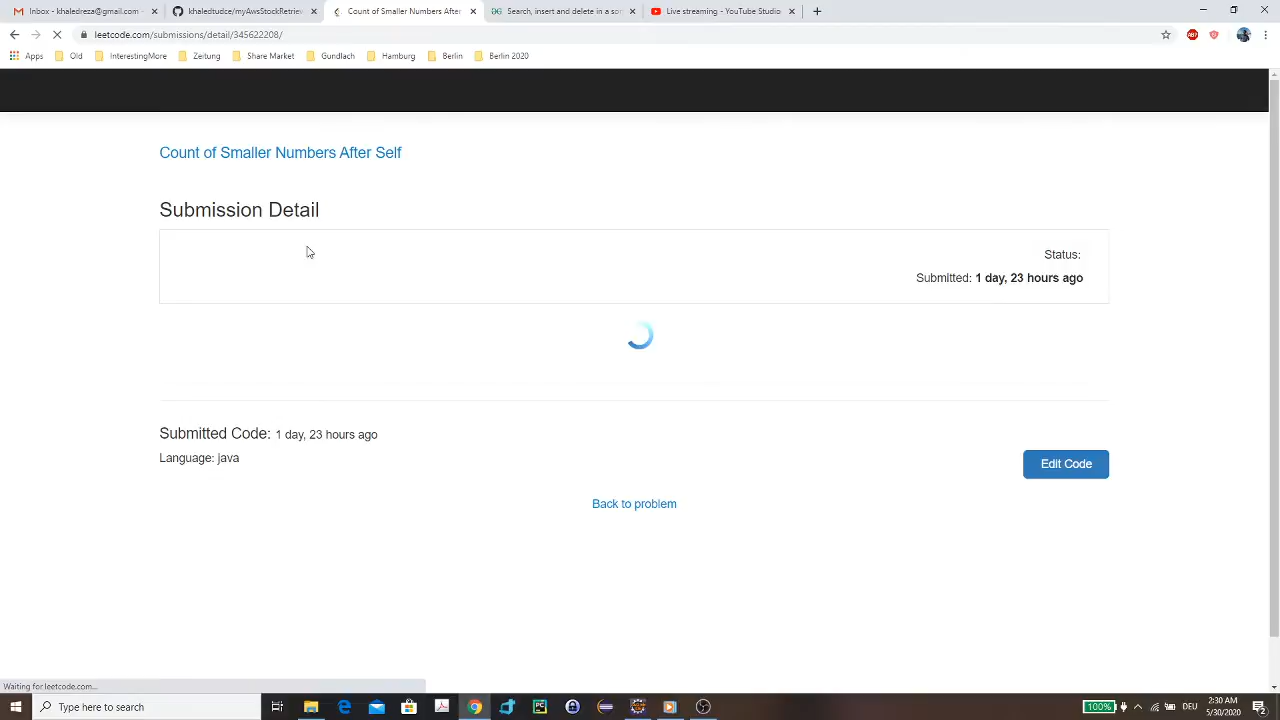 Inbox - khaledreza@gmail.com
khaledtudce/myAwsStockRetriev
Count of Smaller Numbers After
Search, insert and delete in a so
Live streaming - YouTube Studio
leetcode.com/submissions/detail/345622208/
Apps Old InterestingMore Zeitung Share Market Gundlach Hamburg Berlin Berlin 2020
Count of Smaller Numbers After Self
Submission Detail
Status:
Submitted: 1 day, 23 hours ago
Submitted Code: 1 day, 23 hours ago
Language: java
Edit Code
Back to problem
Waiting for leetcode.com...
Type here to search
100%
DEU
2:30 AM
5/30/2020